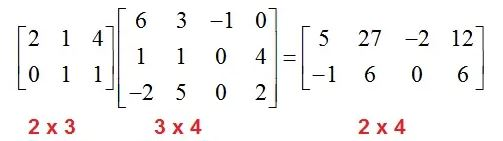 [2 1 4] [6 3 −1 0] = [5 27 −2 12]
[0 1 1] [1 1 0 4] [−1 6 0 6]
[−2 5 0 2]
2 x 3 3 x 4 2 x 4